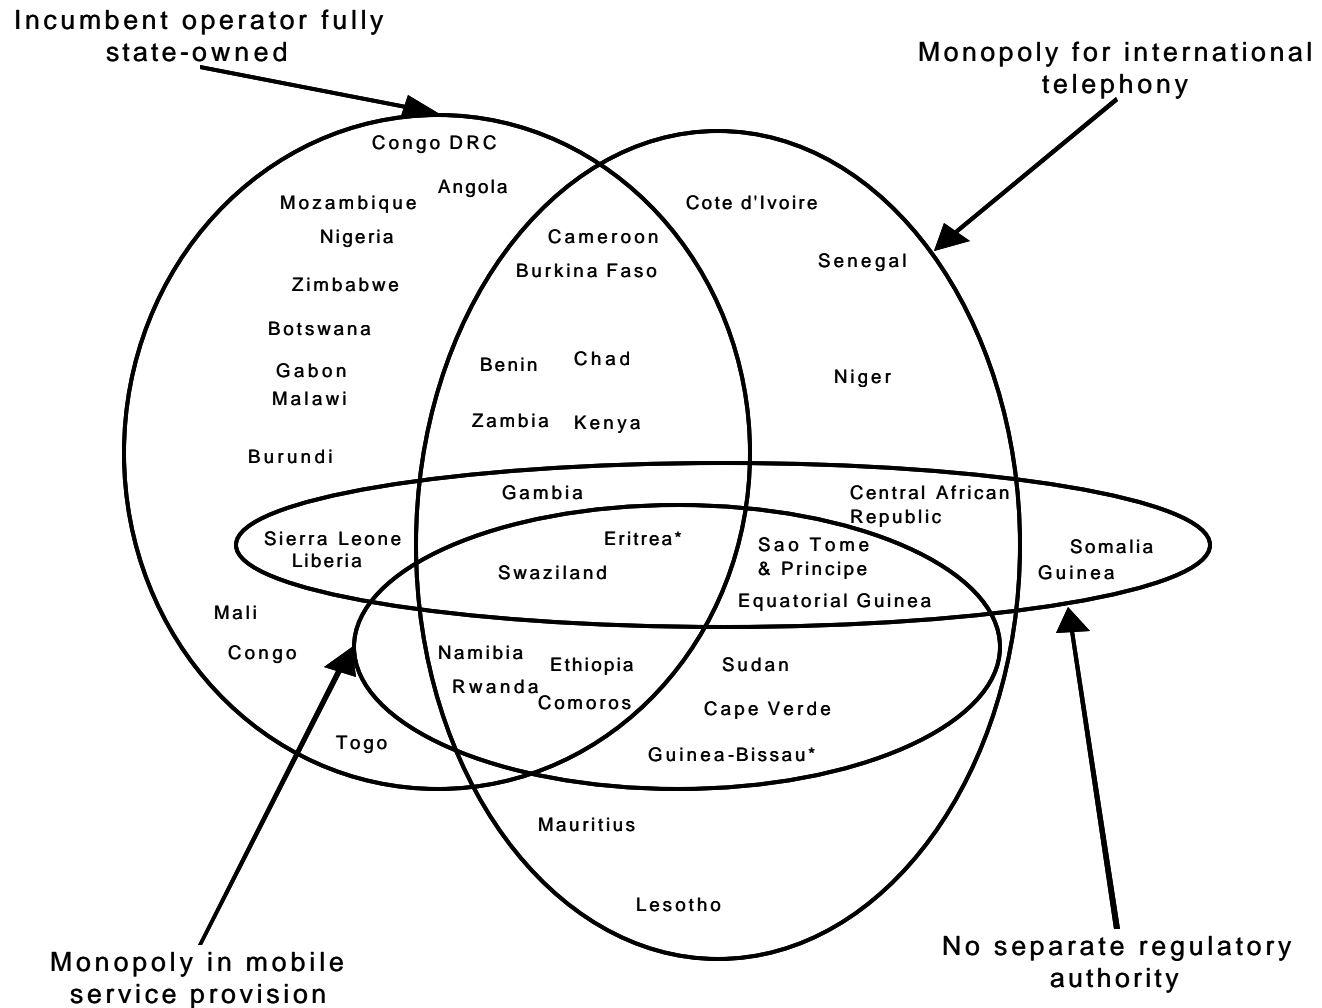 Incumbent operator fully
state-owned
Monopoly for international
telephony
Congo DRC
Angola
Mozambique
Cote d'Ivoire
Nigeria
Cameroon
Senegal
Burkina Faso
Zimbabwe
Botswana
Benin
Chad
Gabon
Niger
Malawi
Zambia
Kenya
Burundi
Gambia
Central African
Republic
Sierra Leone
Liberia
Eritrea*
Sao Tome
& Principe
Somalia
Guinea
Swaziland
Equatorial Guinea
Mali
Congo
Namibia
Ethiopia
Sudan
Rwanda
Comoros
Cape Verde
Togo
Guinea-Bissau*
Mauritius
Lesotho
Monopoly in mobile
service provision
No separate regulatory
authority